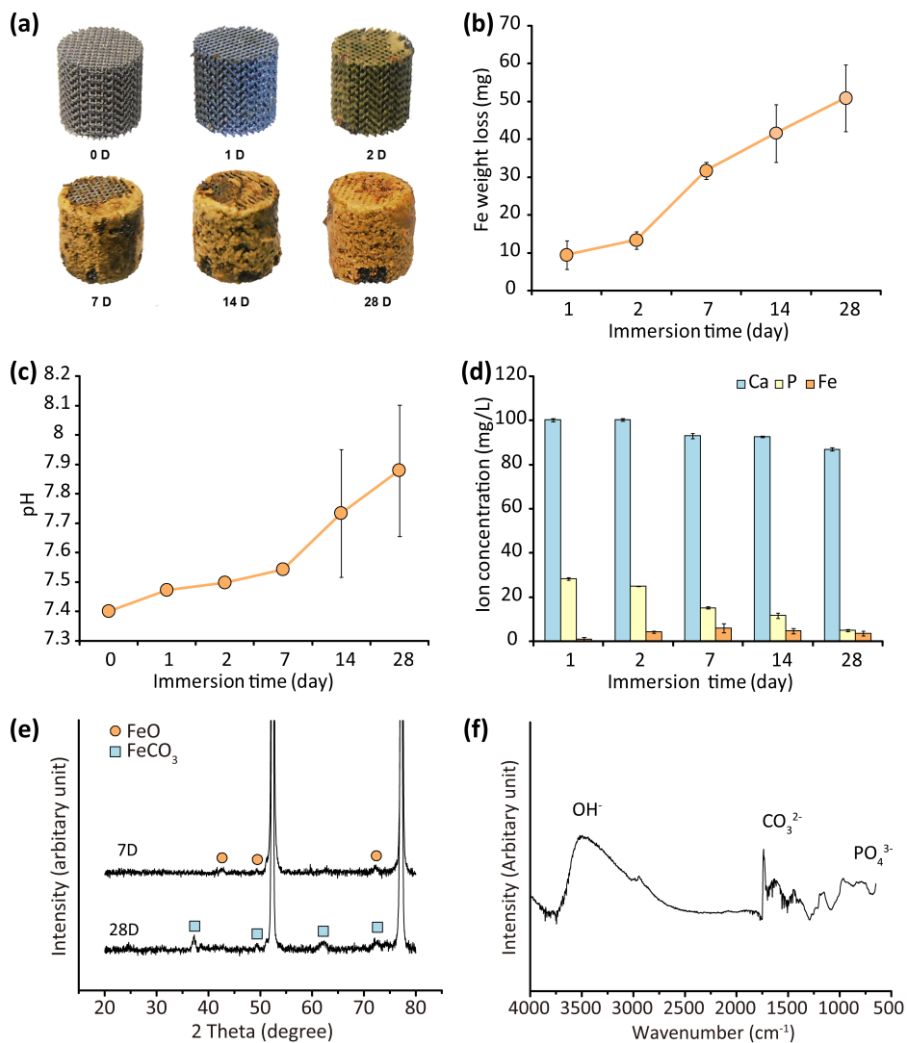 (a)
0 D
1 D
2 D
7 D
14 D
28 D
(b)
Fe weight loss (mg)
60
50
40
30
20
10
0
1 2 7 14 28
Immersion time (day)
(c)
pH
8.2
8.1
8
7.9
7.8
7.7
7.6
7.5
7.4
7.3
0 1 2 7 14 28
Immersion time (day)
(d)
Ca P Fe
Ion concentration (mg/L)
120
100
80
60
40
20
0
1 2 7 14 28
Immersion time (day)
(e)
FeO
FeCO₃
Intensity (arbitary unit)
7D
28D
10 20 30 40 50 60 70 80
2 Theta (degree)
(f)
Intensity (Arbitary unit)
OH⁻
CO₃²⁻
PO₄³⁻
4000 3500 3000 2500 2000 1500 1000 500
Wavenumber (cm⁻¹)